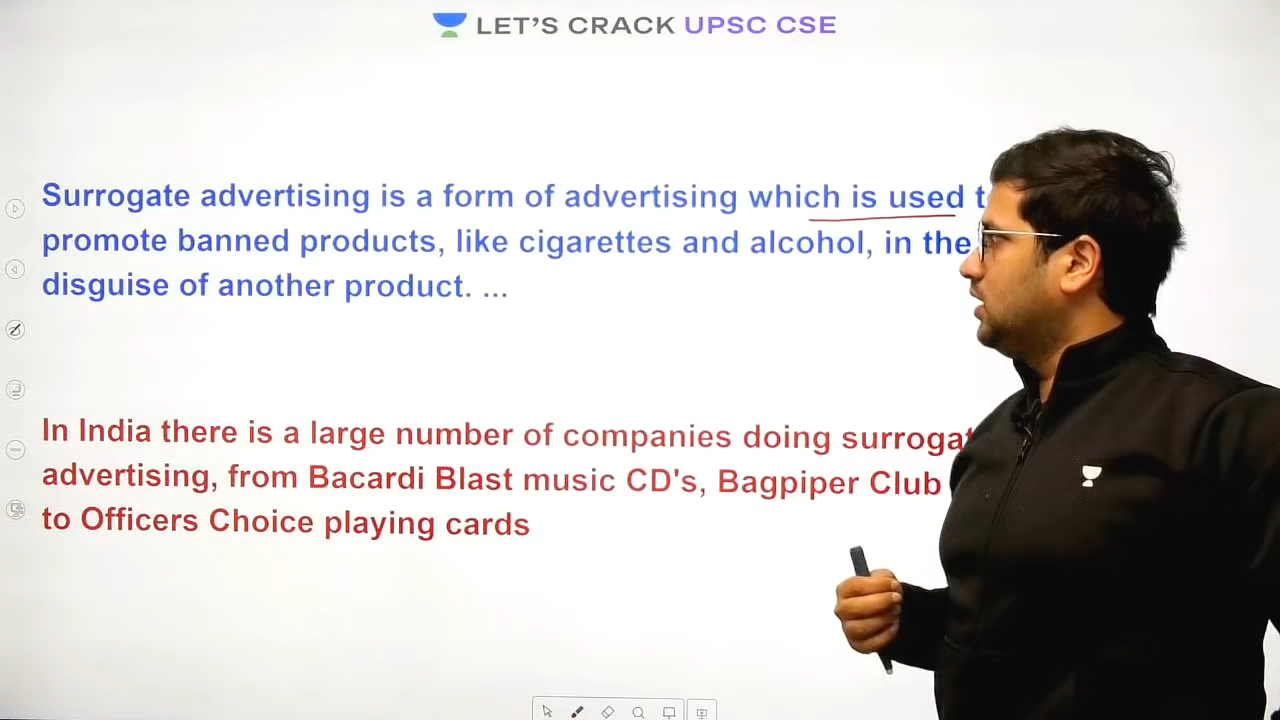 LET'S CRACK UPSC CSE
Surrogate advertising is a form of advertising which is used
promote banned products, like cigarettes and alcohol, in the
disguise of another product. ...
In India there is a large number of companies doing
advertising, from Bacardi Blast music CD's, Bagpiper Club
to Officers Choice playing cards